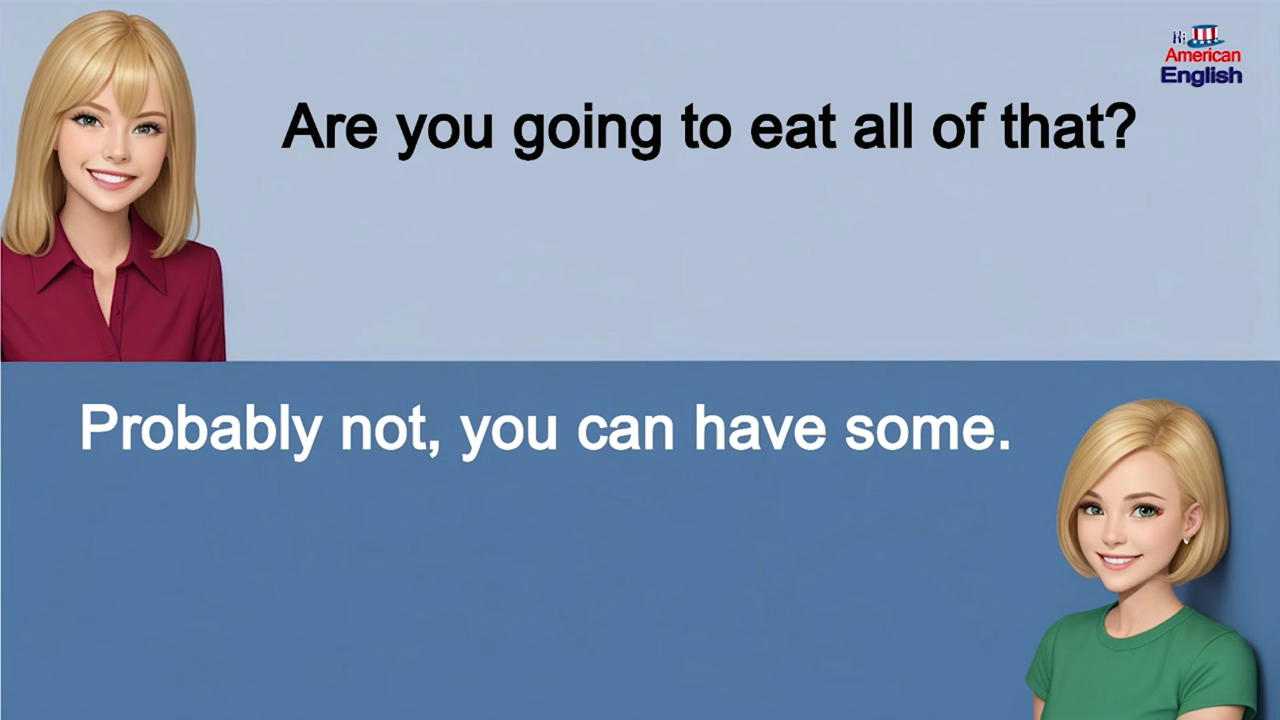 Hi
American
English
Are you going to eat all of that?
Probably not, you can have some.